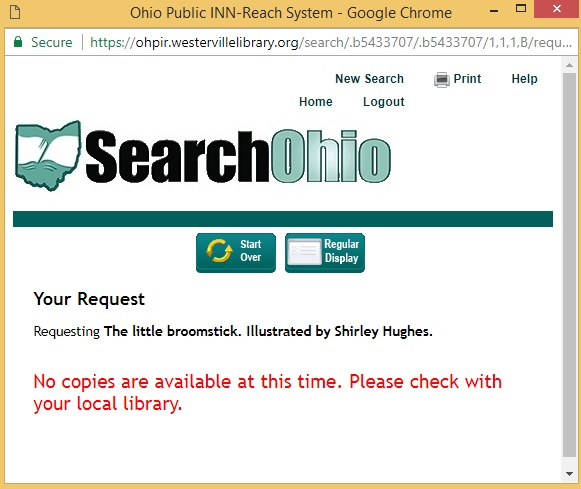 Ohio Public INN-Reach System - Google Chrome
Secure | https://ohpir.westervillelibrary.org/search/.b5433707/.b5433707/1,1,1,B/requ...
New Search Print Help
Home Logout
SearchOhio
Start Over
Regular Display
Your Request
Requesting The little broomstick. Illustrated by Shirley Hughes.
No copies are available at this time. Please check with
your local library.